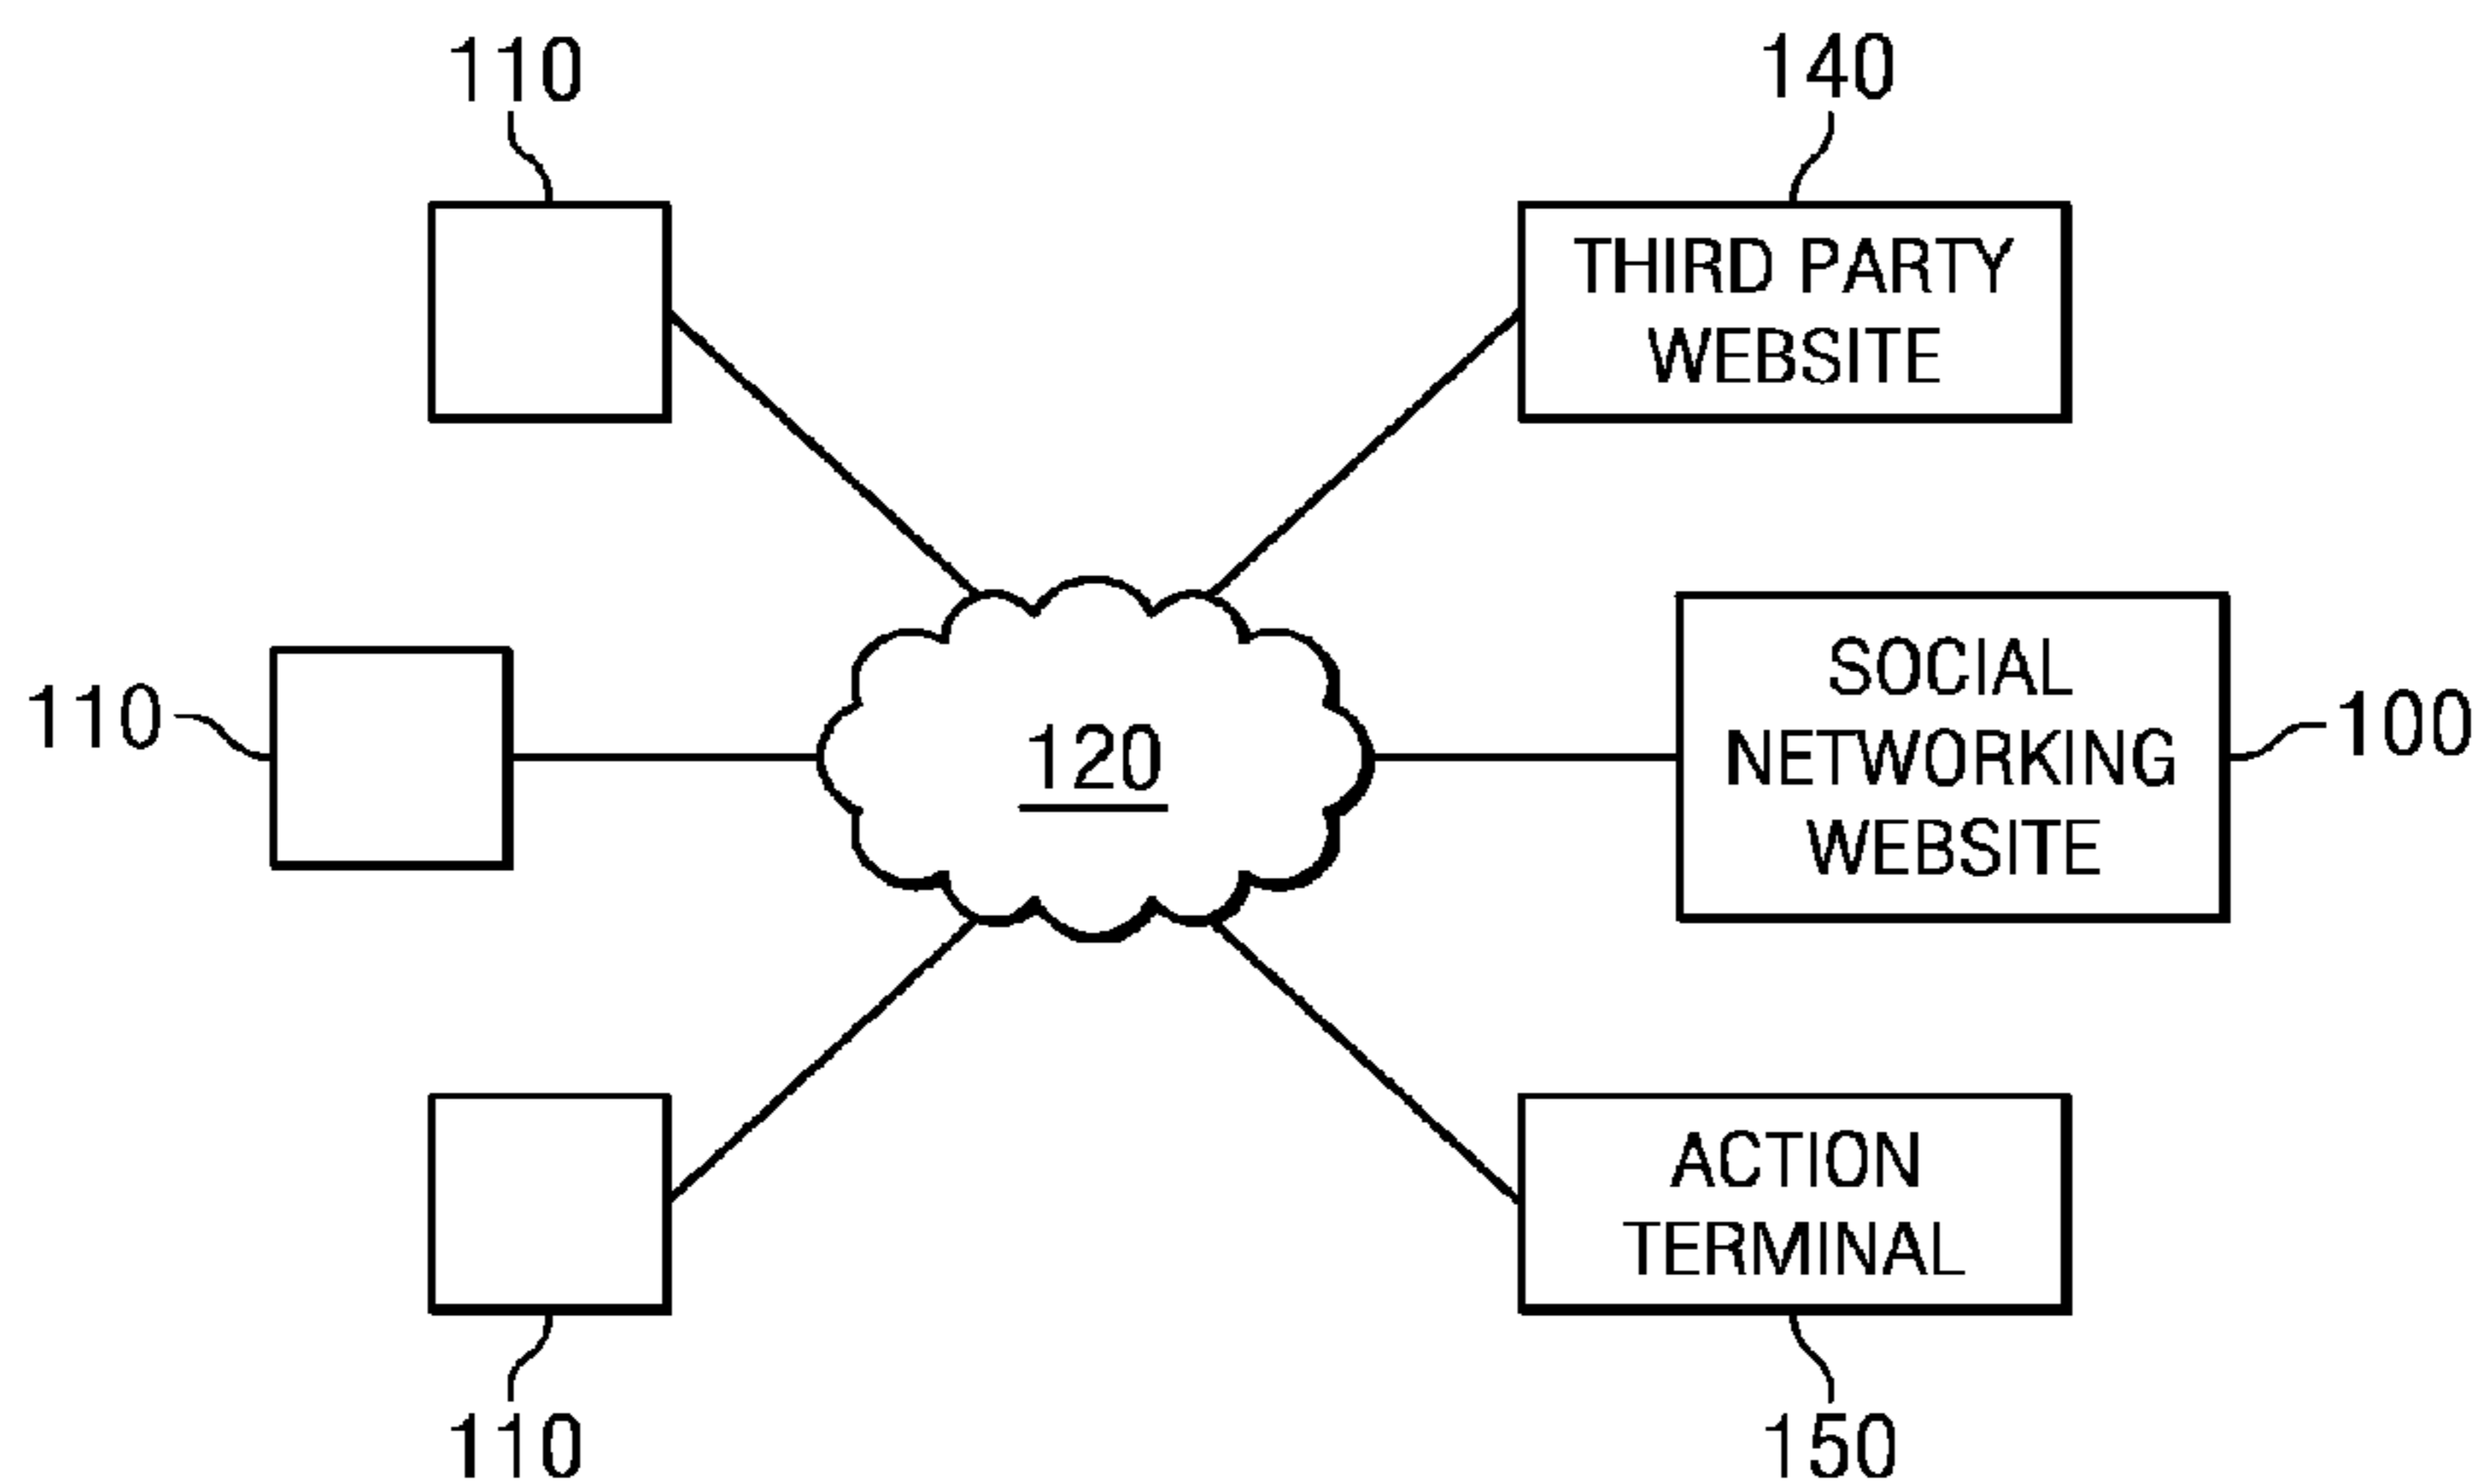 110
140
THIRD PARTY
WEBSITE
110
120
SOCIAL
NETWORKING
WEBSITE
100
ACTION
TERMINAL
110
150